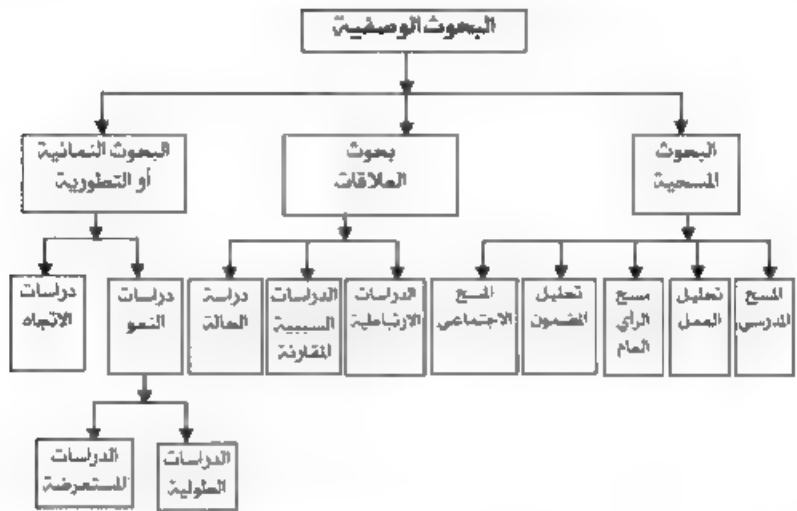 البحوث الوصفية
البحوث
المسحية
بحوث
العلاقات
البحوث النمائية
أو التطورية
المسح
المدرسي
تحليل
العمل
مسح
الرأي
العام
تحليل
المضمون
المسح
الاجتماعي
الدراسات
الارتباطية
الدراسات
السببية
المقارنة
دراسة
الحالة
دراسات
النمو
دراسات
الاتجاه
الدراسات
الطولية
الدراسات
المستعرضة